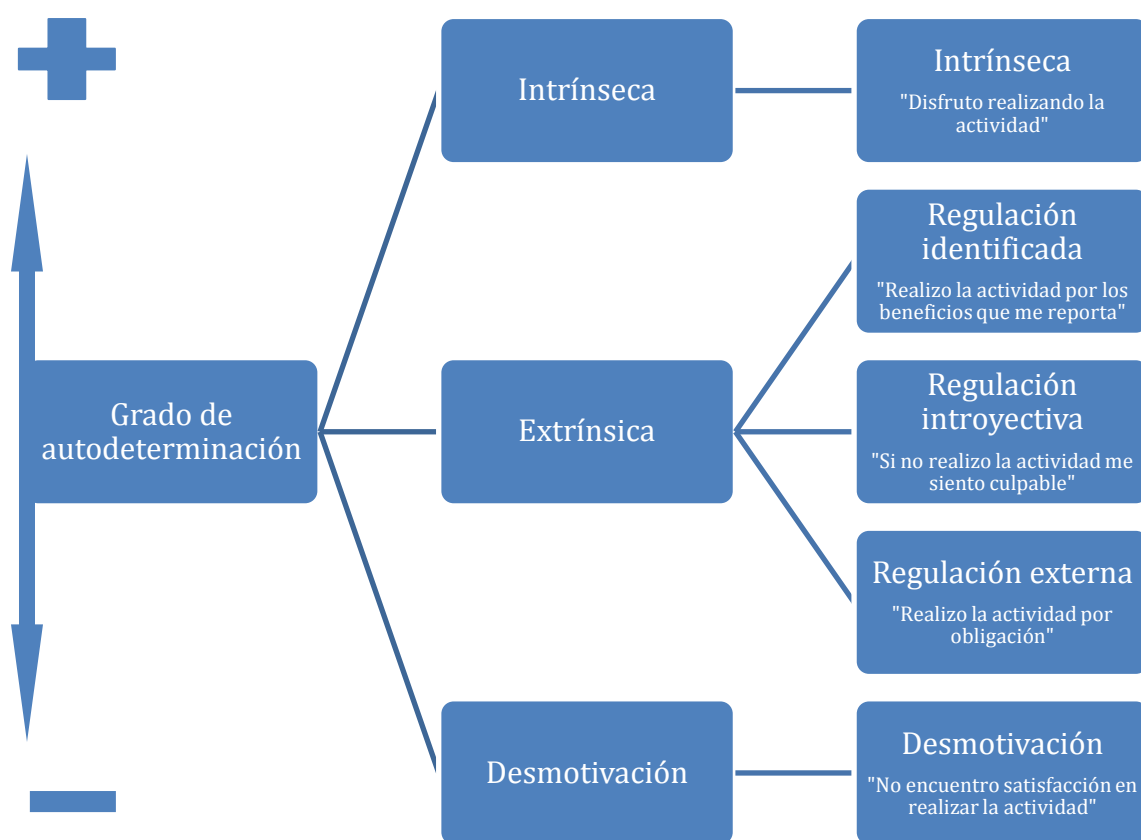 Grado de
autodeterminación
Intrínseca
Extrínsica
Desmotivación
Intrínseca
"Disfruto realizando la
actividad"
Regulación
identificada
"Realizo la actividad por los
beneficios que me reporta"
Regulación
introyectiva
"Si no realizo la actividad me
siento culpable"
Regulación externa
"Realizo la actividad por
obligación"
Desmotivación
"No encuentro satisfacción en
realizar la actividad"